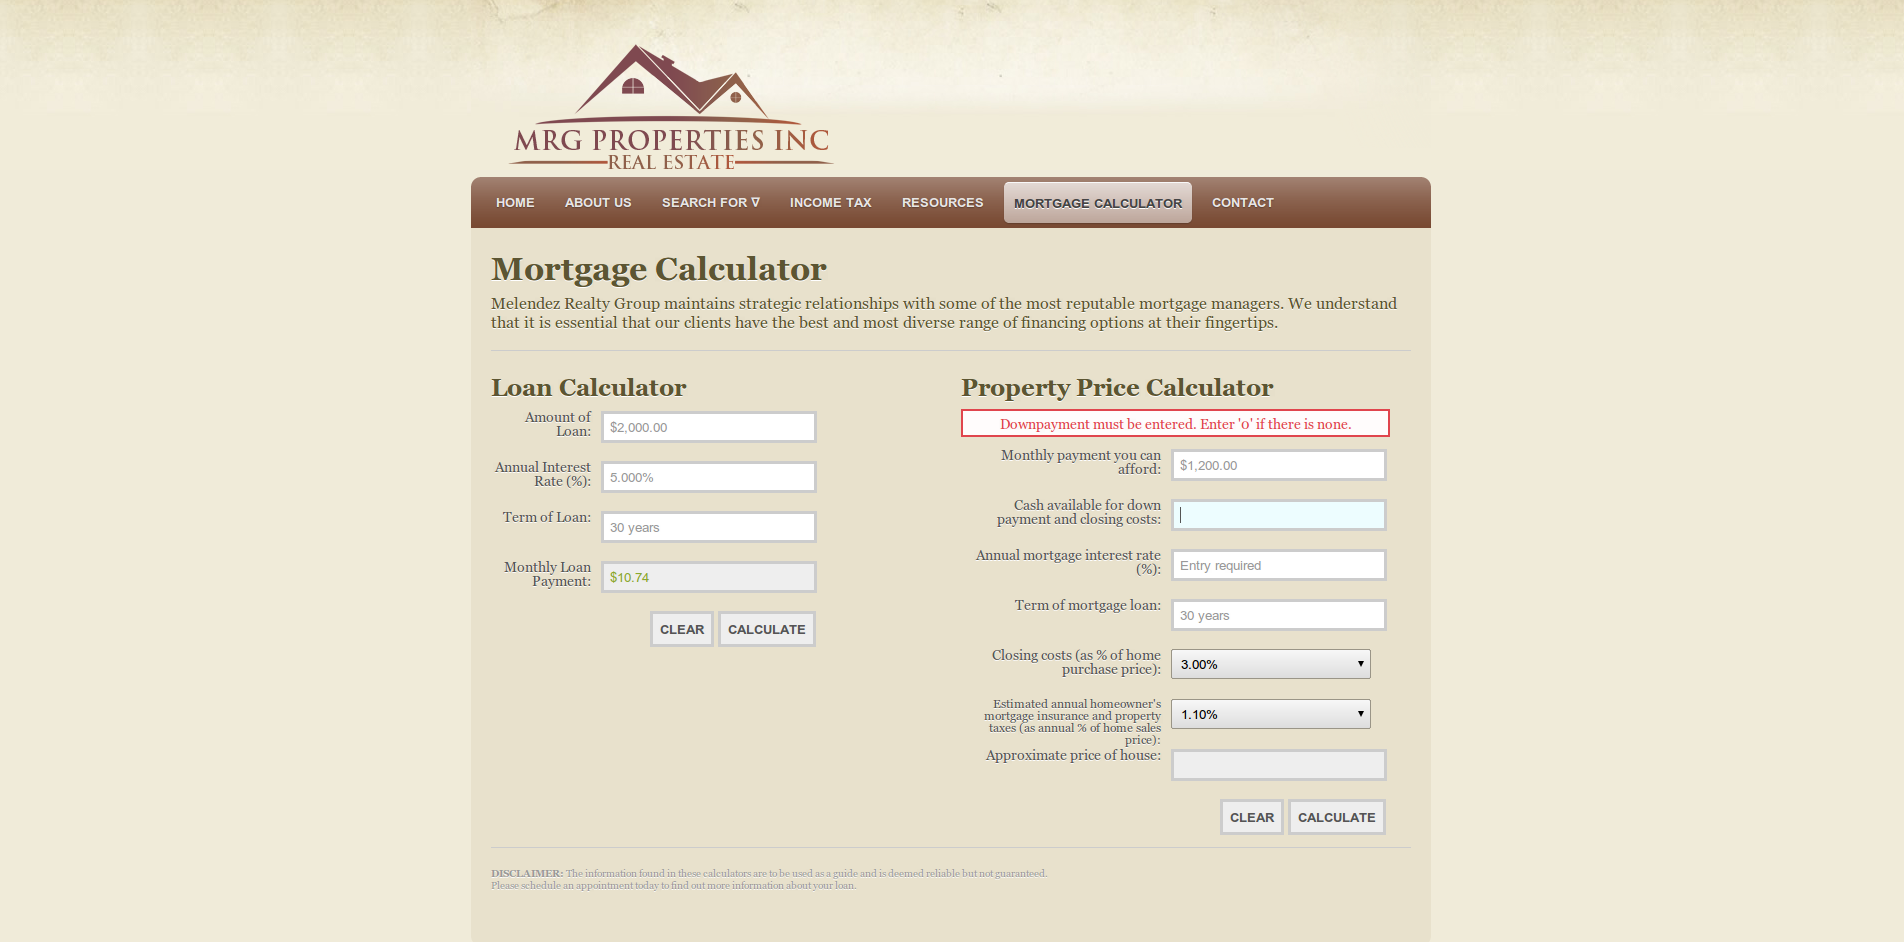 MRG PROPERTIES INC
REAL ESTATE
HOME ABOUT US SEARCH FOR ∇ INCOME TAX RESOURCES MORTGAGE CALCULATOR CONTACT
Mortgage Calculator
Melendez Realty Group maintains strategic relationships with some of the most reputable mortgage managers. We understand
that it is essential that our clients have the best and most diverse range of financing options at their fingertips.
Loan Calculator
Amount of
Loan:
$2,000.00
Annual Interest
Rate (%):
5.000%
Term of Loan:
30 years
Monthly Loan
Payment:
$10.74
CLEAR CALCULATE
Property Price Calculator
Downpayment must be entered. Enter '0' if there is none.
Monthly payment you can
afford:
$1,200.00
Cash available for down
payment and closing costs:
Annual mortgage interest rate
(%):
Entry required
Term of mortgage loan:
30 years
Closing costs (as % of home
purchase price):
3.00%
Estimated annual homeowner's
mortgage insurance and property
taxes (as annual % of home sales
price):
1.10%
Approximate price of house:
CLEAR CALCULATE
DISCLAIMER: The information found in these calculators are to be used as a guide and is deemed reliable but not guaranteed.
Please schedule an appointment today to find out more information about your loan.